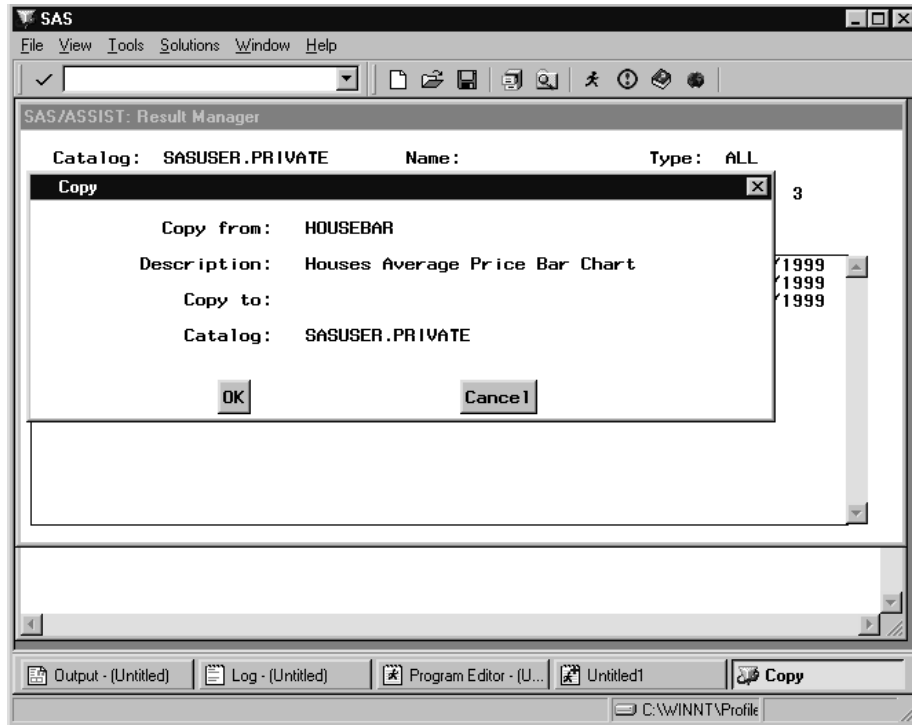 SAS
File View Tools Solutions Window Help
SAS/ASSIST: Result Manager
Catalog: SASUSER.PRIVATE Name: Type: ALL
Copy
3
Copy from: HOUSEBAR
Description: Houses Average Price Bar Chart
/1999
/1999
Copy to:
/1999
Catalog: SASUSER.PRIVATE
OK Cancel
Output - (Untitled) Log - (Untitled) Program Editor - (U... Untitled1 Copy
C:\WINNT\Profile